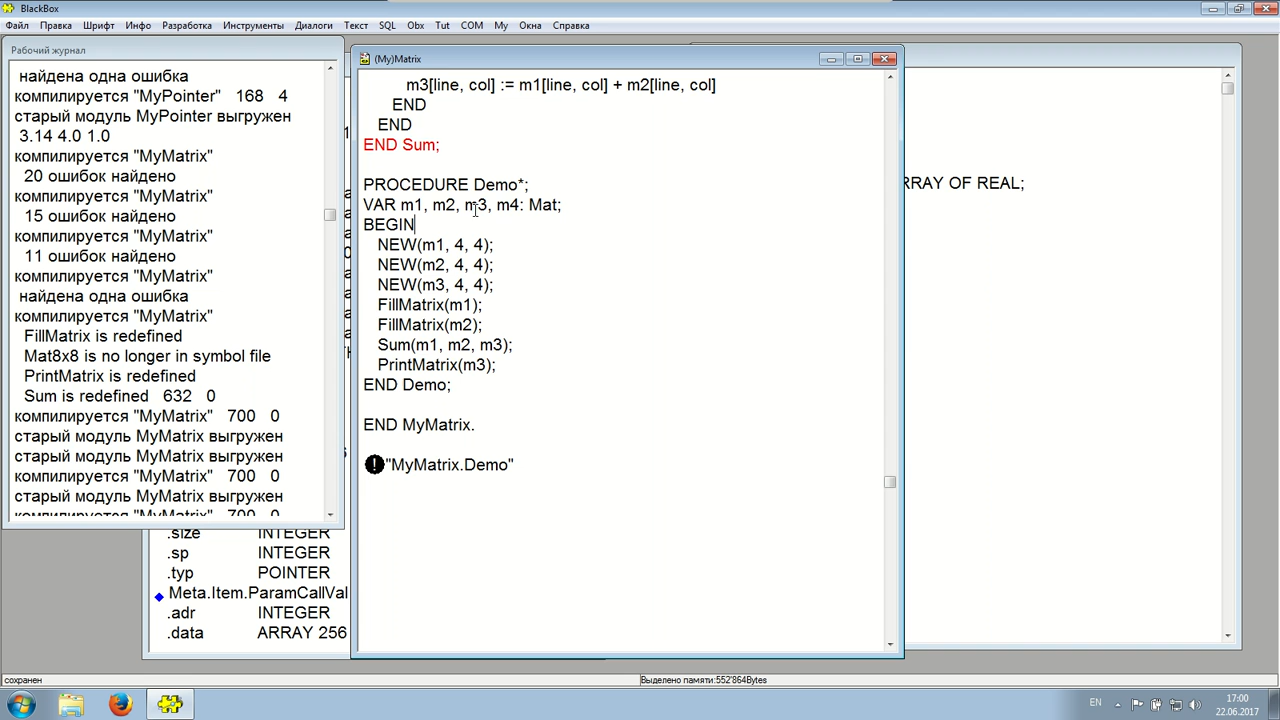 BlackBox
Файл Правка Шрифт Инфо Разработка Инструменты Диалоги Текст SQL Obx Tut COM My Окна Справка
Рабочий журнал
найдена одна ошибка
компилируется "MyPointer" 168 4
старый модуль MyPointer выгружен
3.14 4.0 1.0
компилируется "MyMatrix"
20 ошибок найдено
компилируется "MyMatrix"
15 ошибок найдено
компилируется "MyMatrix"
11 ошибок найдено
компилируется "MyMatrix"
найдена одна ошибка
компилируется "MyMatrix"
FillMatrix is redefined
Mat8x8 is no longer in symbol file
PrintMatrix is redefined
Sum is redefined 632 0
компилируется "MyMatrix" 700 0
старый модуль MyMatrix выгружен
старый модуль MyMatrix выгружен
компилируется "MyMatrix" 700 0
старый модуль MyMatrix выгружен
компилируется "MyMatrix" 700 0
(My)Matrix
m3[line, col] := m1[line, col] + m2[line, col]
END
END
END Sum;
PROCEDURE Demo*;
VAR m1, m2, m3, m4: Mat;
BEGIN
NEW(m1, 4, 4);
NEW(m2, 4, 4);
NEW(m3, 4, 4);
FillMatrix(m1);
FillMatrix(m2);
Sum(m1, m2, m3);
PrintMatrix(m3);
END Demo;
END MyMatrix.
! "MyMatrix.Demo"
RRAY OF REAL;
.size INTEGER
.sp INTEGER
.typ POINTER
Meta.Item.ParamCallVal
.adr INTEGER
.data ARRAY 256
сохранен
Выделено памяти:552'864Bytes
EN
17:00
22.06.2017